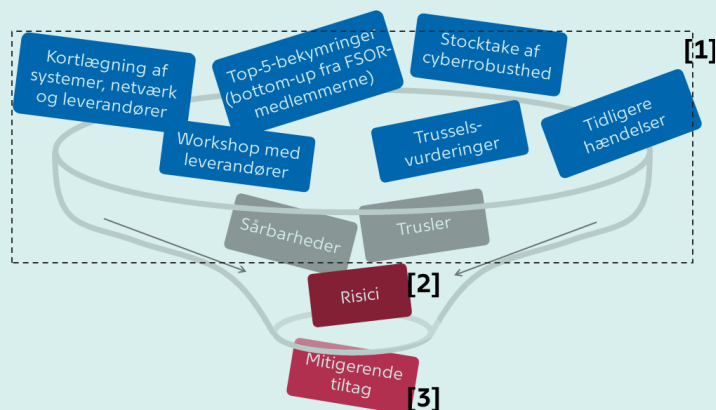 Kortlægning af
systemer, netværk
og leverandører
Top-5-bekymringer
(bottom-up fra FSOR-
medlemmerne)
Stocktake af
cyberrobusthed
[1]
Workshop med
leverandører
Trussels-
vurderinger
Tidligere
hændelser
Sårbarheder
Trusler
Risici
[2]
Mitigerende
tiltag
[3]